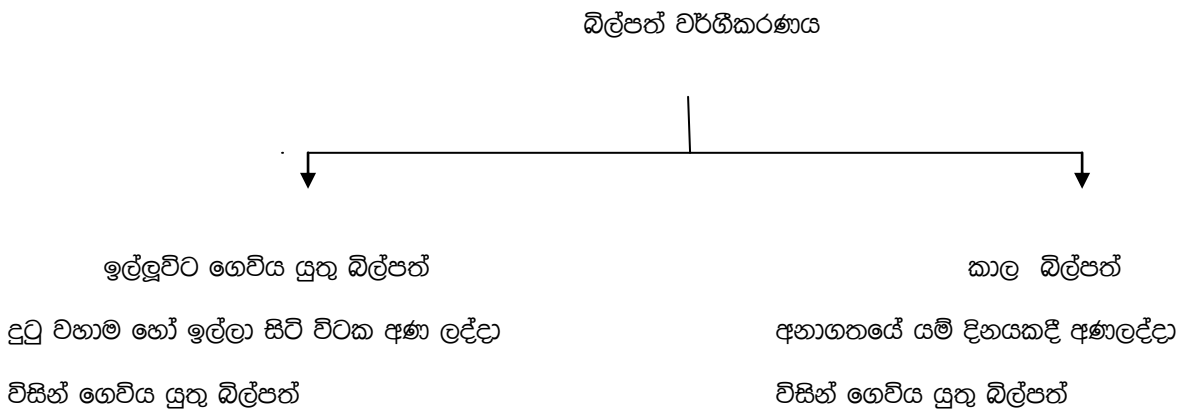 බිල්පත් වර්ගීකරණය
ඉල්ලූවිට ගෙවිය යුතු බිල්පත්
දුටු වහාම හෝ ඉල්ලා සිටි විටක අණ ලද්දා
විසින් ගෙවිය යුතු බිල්පත්
කාල බිල්පත්
අනාගතයේ යම් දිනයකදී අණලද්දා
විසින් ගෙවිය යුතු බිල්පත්